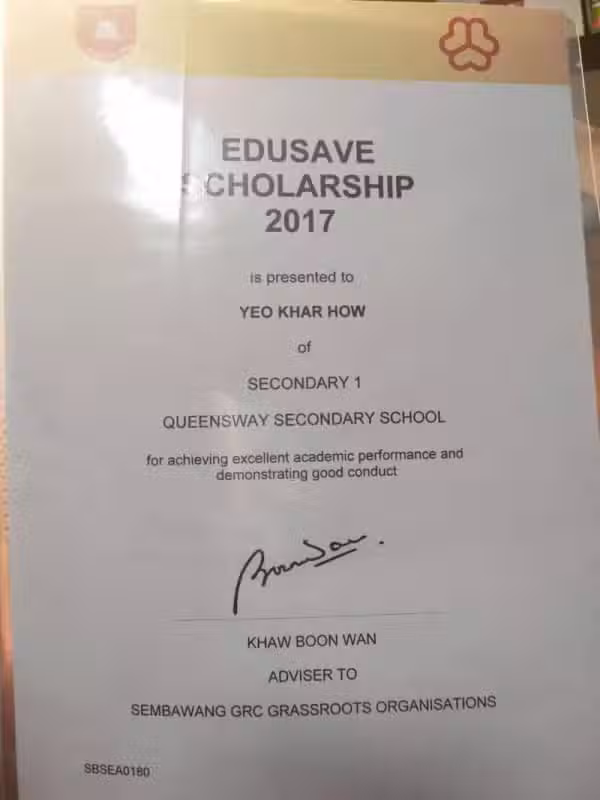 EDUSAVE
SCHOLARSHIP
2017
is presented to
YEO KHAR HOW
of
SECONDARY 1
QUEENSWAY SECONDARY SCHOOL
for achieving excellent academic performance and
demonstrating good conduct
KHAW BOON WAN
ADVISER TO
SEMBAWANG GRC GRASSROOTS ORGANISATIONS
SBSEA0180